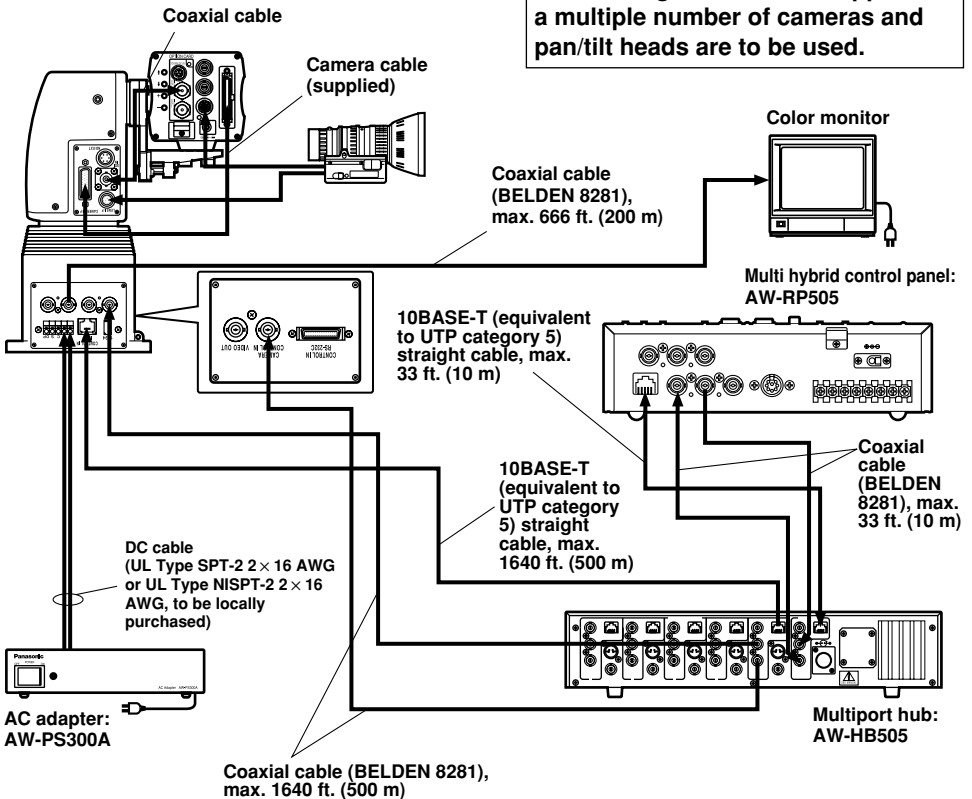 a multiple number of cameras and
pan/tilt heads are to be used.
Coaxial cable
Camera cable
(supplied)
Color monitor
Coaxial cable
(BELDEN 8281),
max. 666 ft. (200 m)
Multi hybrid control panel:
AW-RP505
10BASE-T (equivalent
to UTP category 5)
straight cable, max.
33 ft. (10 m)
VIDEO OUT
CAMERA
CONTROL IN
CONTROL IN
RS-232C
Coaxial
cable
(BELDEN
8281), max.
33 ft. (10 m)
10BASE-T
(equivalent to
UTP category
5) straight
cable, max.
1640 ft. (500 m)
DC cable
(UL Type SPT-2 2 × 16 AWG
or UL Type NISPT-2 2 × 16
AWG, to be locally
purchased)
Panasonic
AC Adapter AW-PS300A
AC adapter:
AW-PS300A
Multiport hub:
AW-HB505
Coaxial cable (BELDEN 8281),
max. 1640 ft. (500 m)